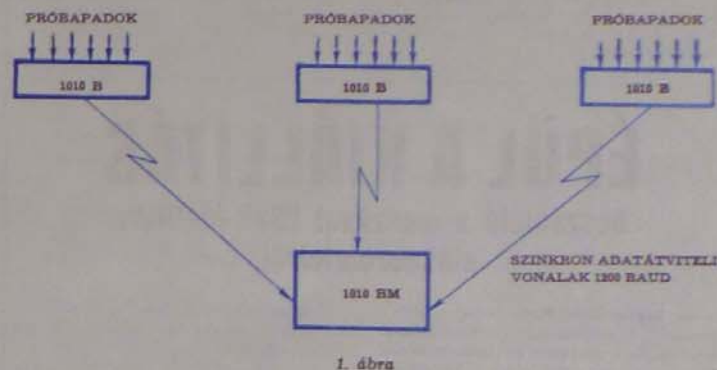 PRÓBAPADOK
PRÓBAPADOK
PRÓBAPADOK
1010 B
1010 B
1010 B
SZINKRON ADATÁTVITELI
VONALAK 1200 BAUD
1010 BM
1. ábra